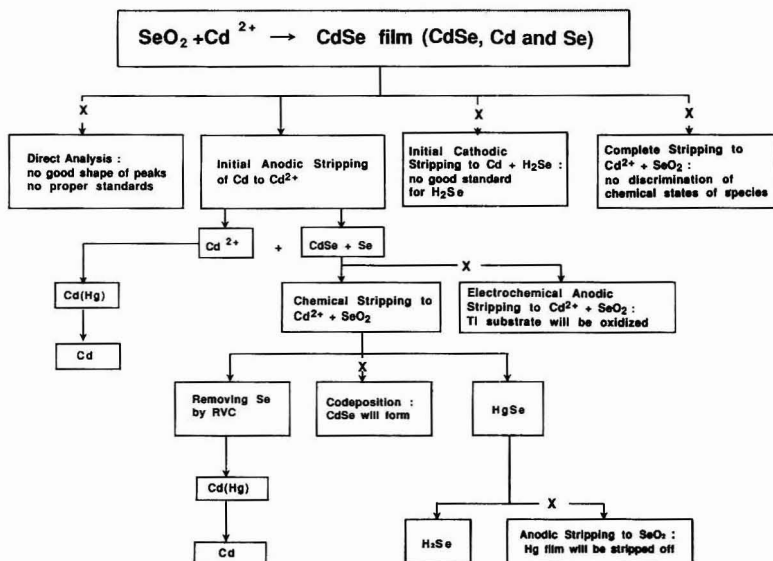 SeO₂ +Cd ²⁺ → CdSe film (CdSe, Cd and Se)
X
X
X
Direct Analysis :
no good shape of peaks
no proper standards
Initial Anodic Stripping
of Cd to Cd²⁺
Initial Cathodic
Stripping to Cd + H₂Se :
no good standard
for H₂Se
Complete Stripping to
Cd²⁺ + SeO₂ :
no discrimination of
chemical states of species
Cd ²⁺
+
CdSe + Se
X
Cd(Hg)
Cd
Chemical Stripping to
Cd²⁺ + SeO₂
Electrochemical Anodic
Stripping to Cd²⁺ + SeO₂ :
Ti substrate will be oxidized
X
Removing Se
by RVC
Codeposition :
CdSe will form
HgSe
Cd(Hg)
X
Cd
H₂Se
Anodic Stripping to SeO₂ :
Hg film will be stripped off